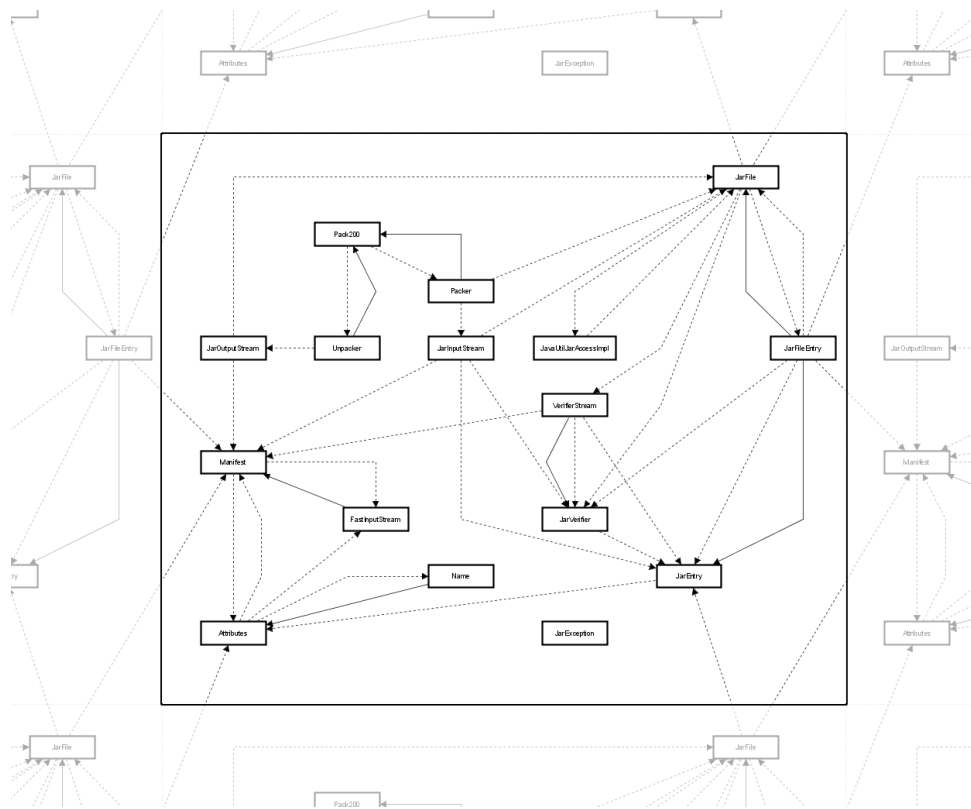 Attributes
JarException
Attributes
JarFile
JarFile
Pack200
Packer
JarFileEntry
JarOutputStream
Unpacker
JarInputStream
JavaUtilJarAccessImpl
JarFileEntry
JarOutputStream
VerifierStream
Manifest
Manifest
FastInputStream
JarVerifier
ry
Name
JarEntry
Attributes
JarException
Attributes
JarFile
JarFile
Pack200